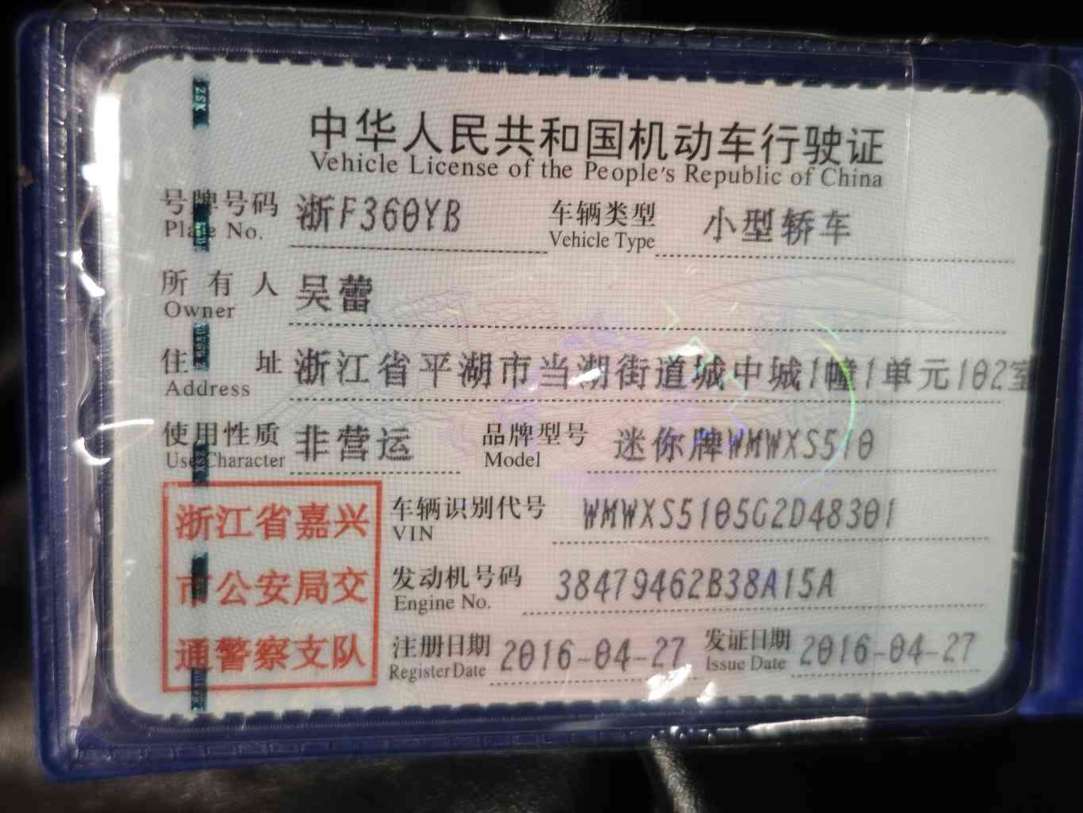 中华人民共和国机动车行驶证
Vehicle License of the People's Republic of China
号牌号码 浙F360YB 车辆类型 小型轿车
Plate No. Vehicle Type
所有人 吴蕾
Owner
住址 浙江省平湖市当湖街道城中城1幢1单元102室
Address
使用性质 非营运 品牌型号 迷你牌WMWXS510
Use Character Model
浙江省嘉兴
市公安局交
通警察支队
车辆识别代号 WMWXS5105G2D48301
VIN
发动机号码 38479462B38A15A
Engine No.
注册日期 2016-04-27 发证日期 2016-04-27
Register Date Issue Date